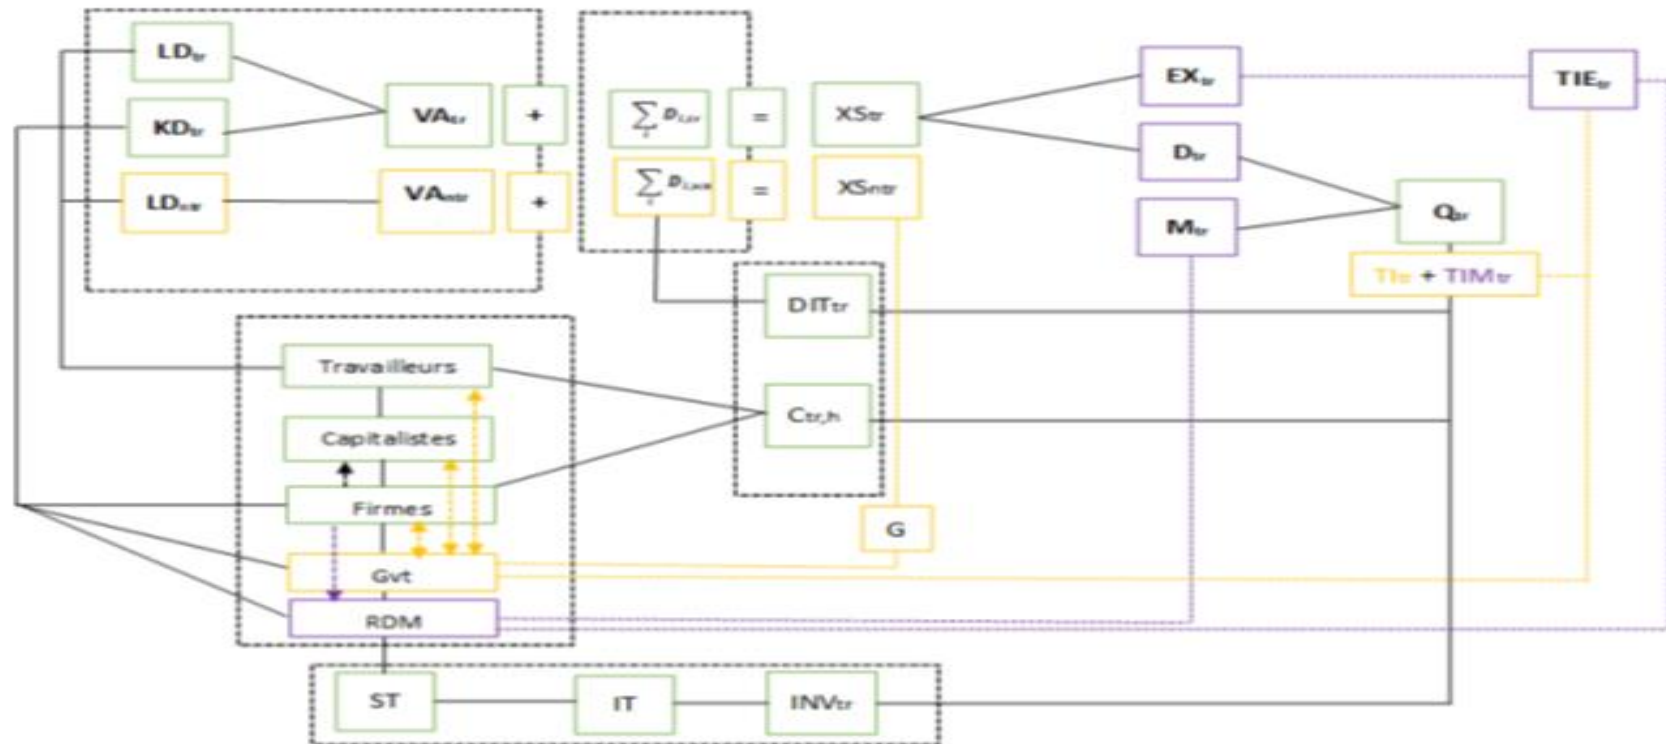 LDtr
KDtr
VAtr +
LDntr VAntr +
∑ Di,tr = XStr
i
∑ Di,ntr = XSntr
i
EXtr TIEtr
Dtr
Mtr
Qtr
TItr + TIMtr
DITtr
Ctr,h
G
Travailleurs
Capitalistes
Firmes
Gvt
RDM
ST IT INVtr